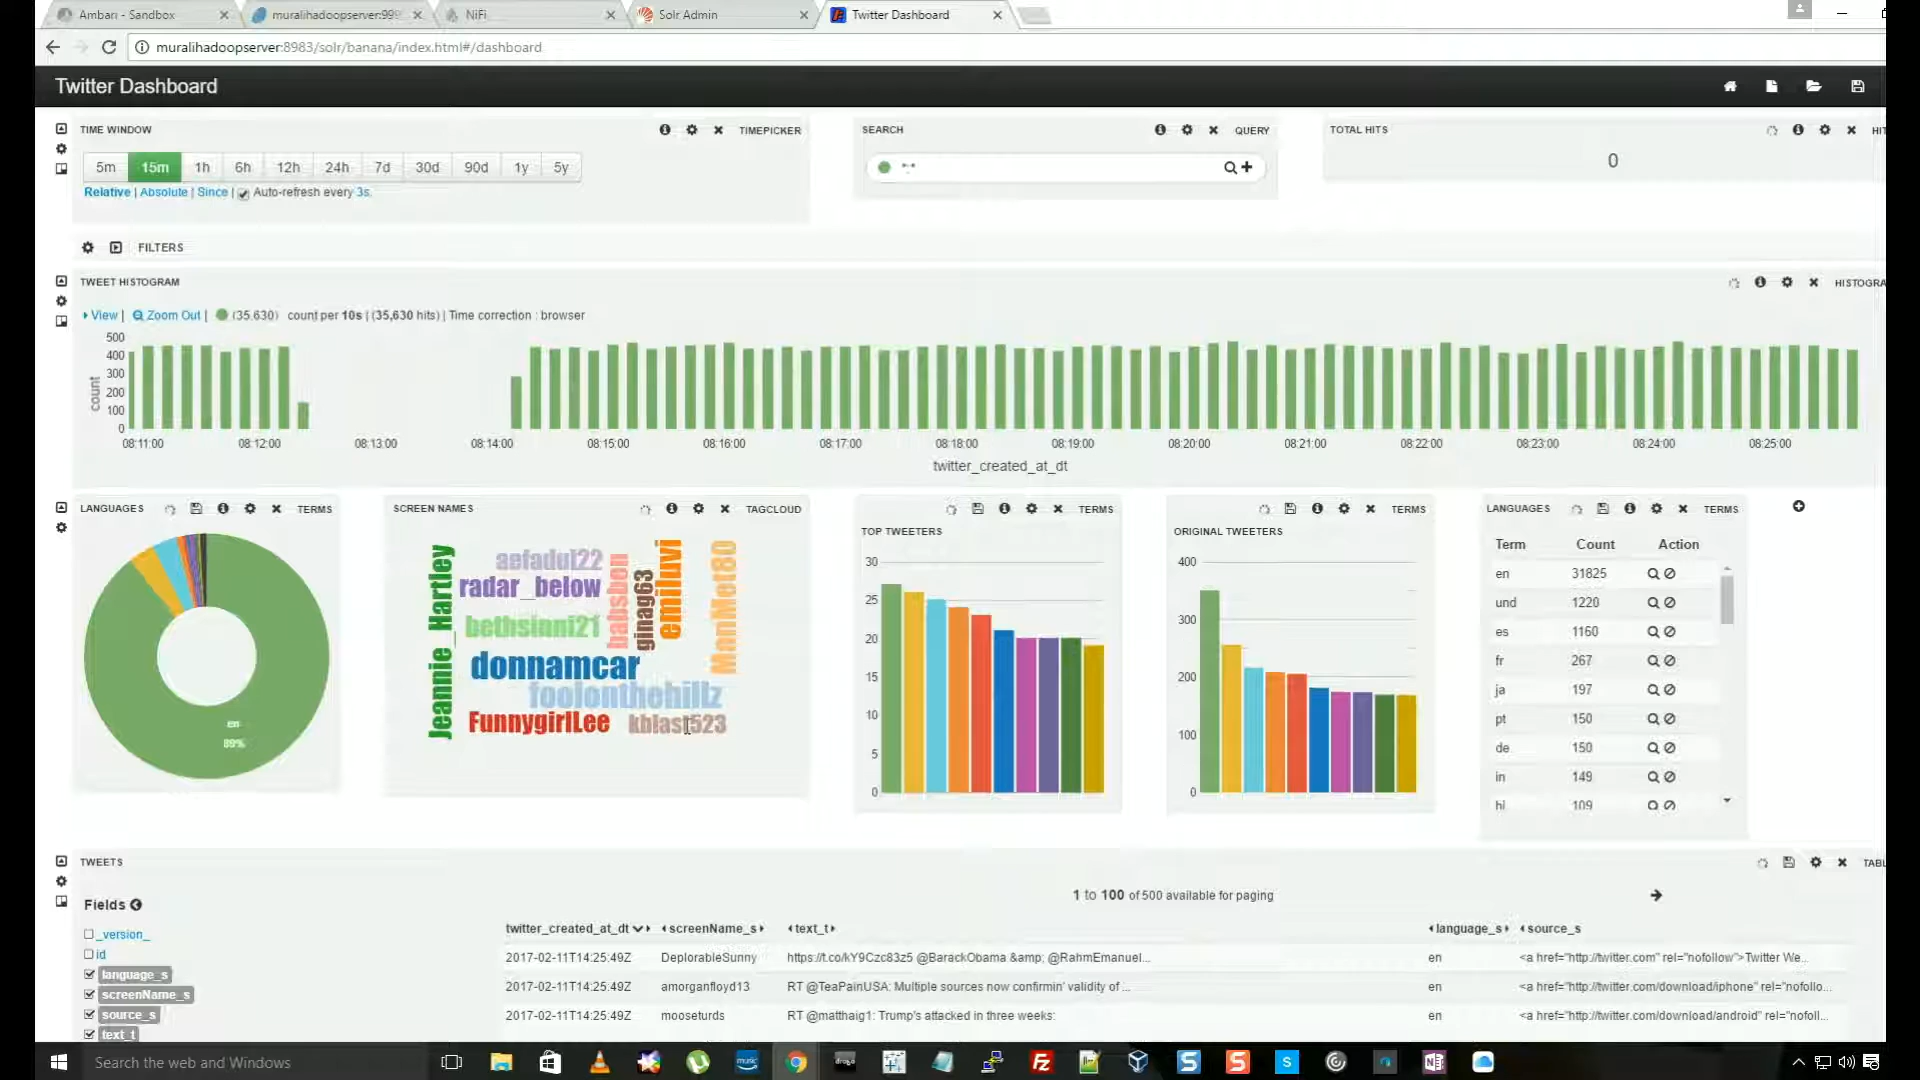 Ambari - Sandbox
muralihadoopserver:999
NiFi
Solr Admin
Twitter Dashboard
muralihadoopserver:8983/solr/banana/index.html#/dashboard
Twitter Dashboard
TIME WINDOW
TIMEPICKER
5m 15m 1h 6h 12h 24h 7d 30d 90d 1y 5y
Relative | Absolute | Since | Auto-refresh every 3s.
SEARCH
QUERY
*:*
TOTAL HITS
HIT
0
FILTERS
TWEET HISTOGRAM
HISTOGRA
View | Zoom Out | (35,630) count per 10s | (35,630 hits) | Time correction : browser
500
400
300
200
100
0
count
08:11:00 08:12:00 08:13:00 08:14:00 08:15:00 08:16:00 08:17:00 08:18:00 08:19:00 08:20:00 08:21:00 08:22:00 08:23:00 08:24:00 08:25:00
twitter_created_at_dt
LANGUAGES
TERMS
en
89%
SCREEN NAMES
TAGCLOUD
Jeannie_Hartley
aefadul22
radar_below
bethsinni21
babsbon
ginag63
emiluvi
ManMet80
donnamcar
foolonthehillz
FunnygirlLee
khlast523
TERMS
TOP TWEETERS
30
25
20
15
10
5
0
TERMS
ORIGINAL TWEETERS
400
300
200
100
0
LANGUAGES
TERMS
Term Count Action
en 31825
und 1220
es 1160
fr 267
ja 197
pt 150
de 150
in 149
hi 109
TWEETS
TABL
1 to 100 of 500 available for paging
Fields
_version_
id
language_s
screenName_s
source_s
text_t
twitter_created_at_dt screenName_s text_t language_s source_s
2017-02-11T14:25:49Z DeplorableSunny https://t.co/kY9Czc83z5 @BarackObama &amp; @RahmEmanuel... en <a href="http://twitter.com" rel="nofollow">Twitter We...
2017-02-11T14:25:49Z amorganfloyd13 RT @TeaPainUSA: Multiple sources now confirmin' validity of ... en <a href="http://twitter.com/download/iphone" rel="nofollo...
2017-02-11T14:25:49Z mooseturds RT @matthaig1: Trump's attacked in three weeks: en <a href="http://twitter.com/download/android" rel="nofoll...
Search the web and Windows